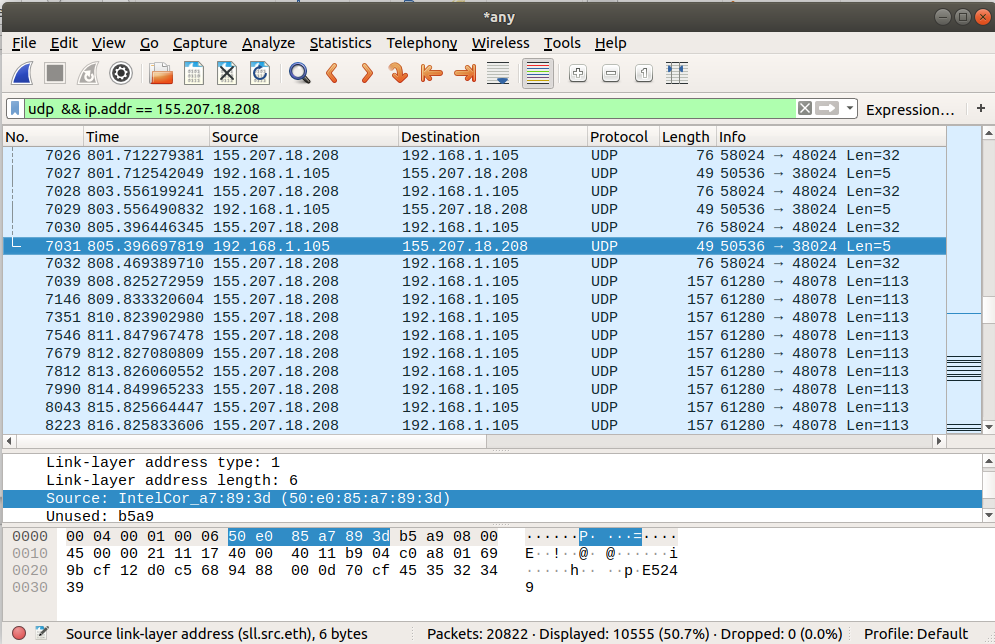 *any
File Edit View Go Capture Analyze Statistics Telephony Wireless Tools Help
udp && ip.addr == 155.207.18.208 Expression… +
No. Time Source Destination Protocol Length Info
7026 801.712279381 155.207.18.208 192.168.1.105 UDP 76 58024 → 48024 Len=32
7027 801.712542049 192.168.1.105 155.207.18.208 UDP 49 50536 → 38024 Len=5
7028 803.556199241 155.207.18.208 192.168.1.105 UDP 76 58024 → 48024 Len=32
7029 803.556490832 192.168.1.105 155.207.18.208 UDP 49 50536 → 38024 Len=5
7030 805.396446345 155.207.18.208 192.168.1.105 UDP 76 58024 → 48024 Len=32
7031 805.396697819 192.168.1.105 155.207.18.208 UDP 49 50536 → 38024 Len=5
7032 808.469389710 155.207.18.208 192.168.1.105 UDP 76 58024 → 48024 Len=32
7039 808.825272959 155.207.18.208 192.168.1.105 UDP 157 61280 → 48078 Len=113
7146 809.833320604 155.207.18.208 192.168.1.105 UDP 157 61280 → 48078 Len=113
7351 810.823902980 155.207.18.208 192.168.1.105 UDP 157 61280 → 48078 Len=113
7546 811.847967478 155.207.18.208 192.168.1.105 UDP 157 61280 → 48078 Len=113
7679 812.827080809 155.207.18.208 192.168.1.105 UDP 157 61280 → 48078 Len=113
7812 813.826060552 155.207.18.208 192.168.1.105 UDP 157 61280 → 48078 Len=113
7990 814.849965233 155.207.18.208 192.168.1.105 UDP 157 61280 → 48078 Len=113
8043 815.825664447 155.207.18.208 192.168.1.105 UDP 157 61280 → 48078 Len=113
8223 816.825833606 155.207.18.208 192.168.1.105 UDP 157 61280 → 48078 Len=113
Link-layer address type: 1
Link-layer address length: 6
Source: IntelCor_a7:89:3d (50:e0:85:a7:89:3d)
Unused: b5a9
0000 00 04 00 01 00 06 50 e0 85 a7 89 3d b5 a9 08 00 ······P· ···=····
0010 45 00 00 21 11 17 40 00 40 11 b9 04 c0 a8 01 69 E··!··@· @······i
0020 9b cf 12 d0 c5 68 94 88 00 0d 70 cf 45 35 32 34 ·····h·· ··p·E524
0030 39 9
Source link-layer address (sll.src.eth), 6 bytes Packets: 20822 · Displayed: 10555 (50.7%) · Dropped: 0 (0.0%) Profile: Default